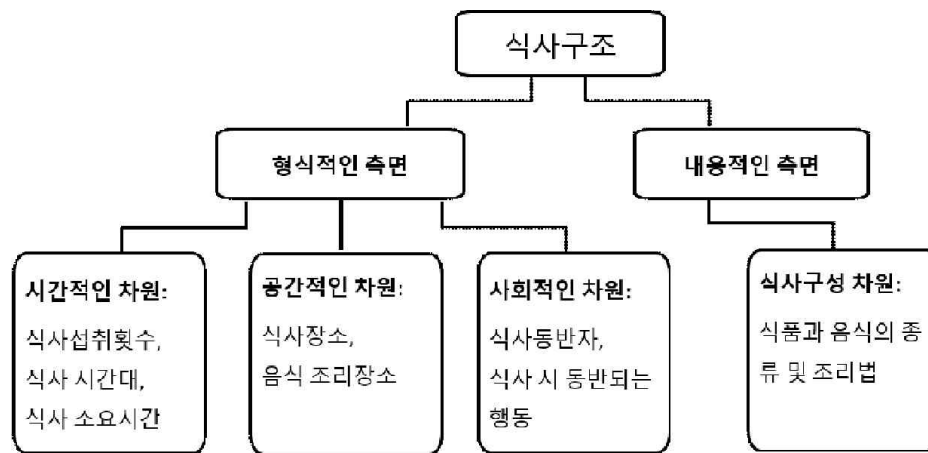 식사구조
형식적인 측면
내용적인 측면
시간적인 차원:
식사섭취횟수,
식사 시간대,
식사 소요시간
공간적인 차원:
식사장소,
음식 조리장소
사회적인 차원:
식사동반자,
식사 시 동반되는
행동
식사구성 차원:
식품과 음식의 종
류 및 조리법